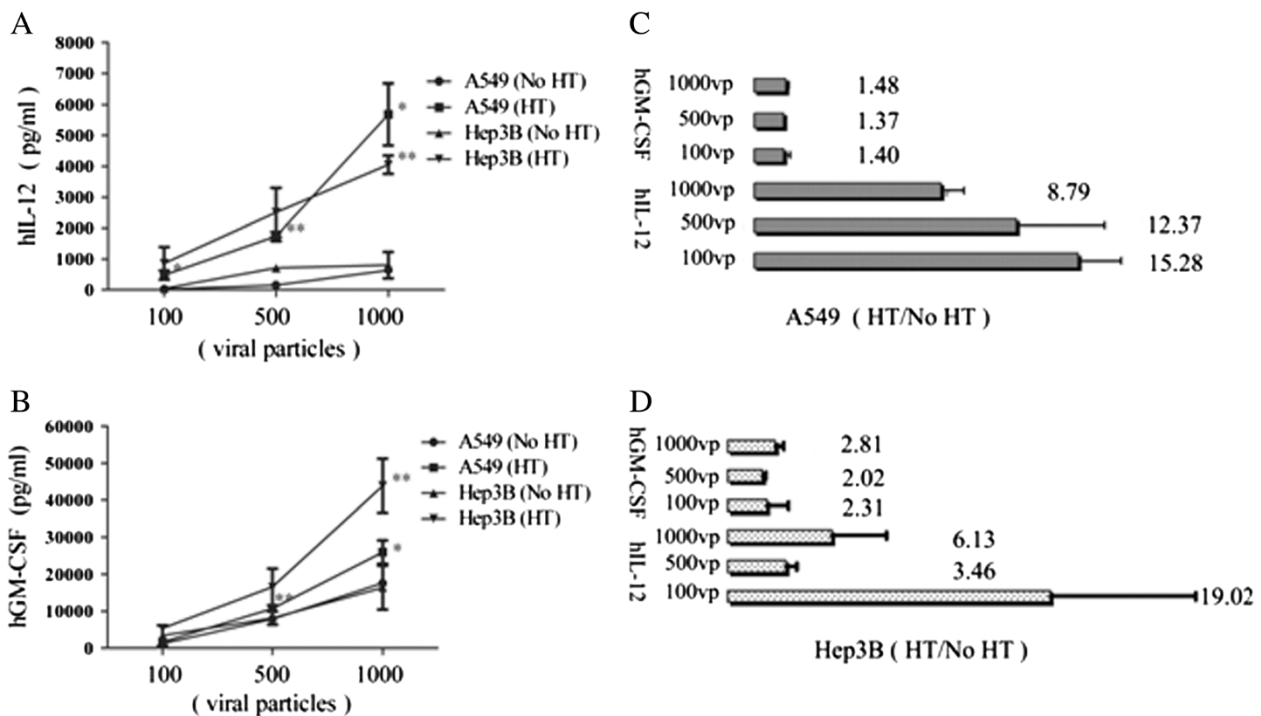 A
8000
7000
6000
5000
4000
3000
2000
1000
0
hIL-12 ( pg/ml )
100 500 1000
( viral particles )
A549 (No HT)
A549 (HT)
Hep3B (No HT)
Hep3B (HT)
*
**
**
*
B
60000
50000
40000
30000
20000
10000
0
hGM-CSF (pg/ml)
100 500 1000
( viral particles )
A549 (No HT)
A549 (HT)
Hep3B (No HT)
Hep3B (HT)
**
*
**
C
hGM-CSF
1000vp 1.48
500vp 1.37
100vp 1.40
hIL-12
1000vp 8.79
500vp 12.37
100vp 15.28
A549 ( HT/No HT )
D
hGM-CSF
1000vp 2.81
500vp 2.02
100vp 2.31
hIL-12
1000vp 6.13
500vp 3.46
100vp 19.02
Hep3B ( HT/No HT )